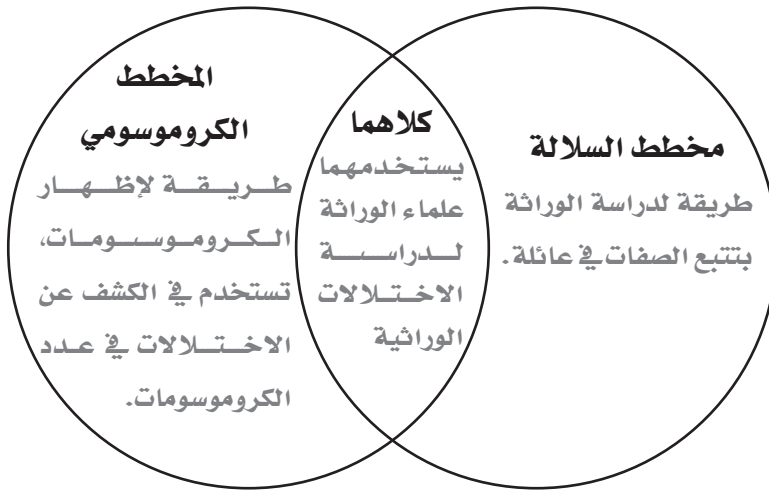 مخطط السلالة
طريقة لدراسة الوراثة
بتتبع الصفات في عائلة.
كلاهما
يستخدمهما
علماء الوراثة
لدراسة
الاختلالات
الوراثية
المخطط
الكروموسومي
طريقة لإظهار
الكروموسومات،
تستخدم في الكشف عن
الاختلالات في عدد
الكروموسومات.